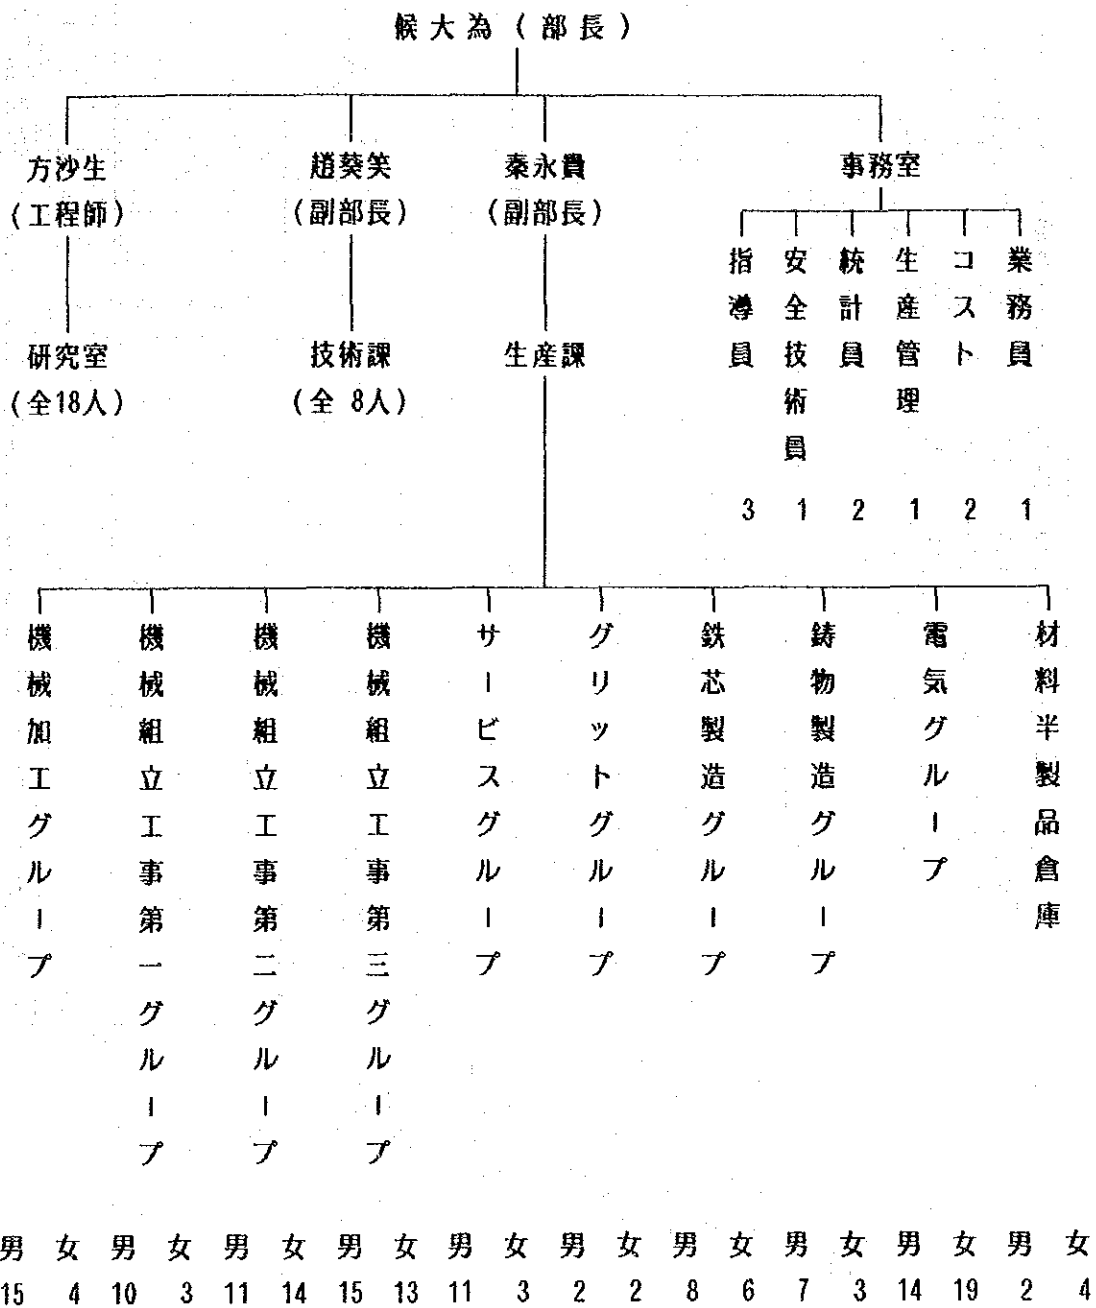 候大為（部長）
方沙生
（工程師）
研究室
（全18人）
趙葵笑
（副部長）
技術課
（全 8人）
秦永貴
（副部長）
生産課
事務室
指導員
3
安全技術員
1
統計員
2
生産管理
1
コスト
2
業務員
1
機械加工グループ
機械組立工事第一グループ
機械組立工事第二グループ
機械組立工事第三グループ
サービスグループ
グリットグループ
鉄芯製造グループ
鋳物製造グループ
電気グループ
材料半製品倉庫
男 女 男 女 男 女 男 女 男 女 男 女 男 女 男 女 男 女 男 女
15 4 10 3 11 14 15 13 11 3 2 2 8 6 7 3 14 19 2 4